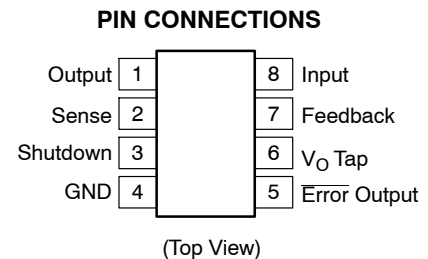 PIN CONNECTIONS
Output 1 8 Input
Sense 2 7 Feedback
Shutdown 3 6 VO Tap
GND 4 5 Error Output
(Top View)